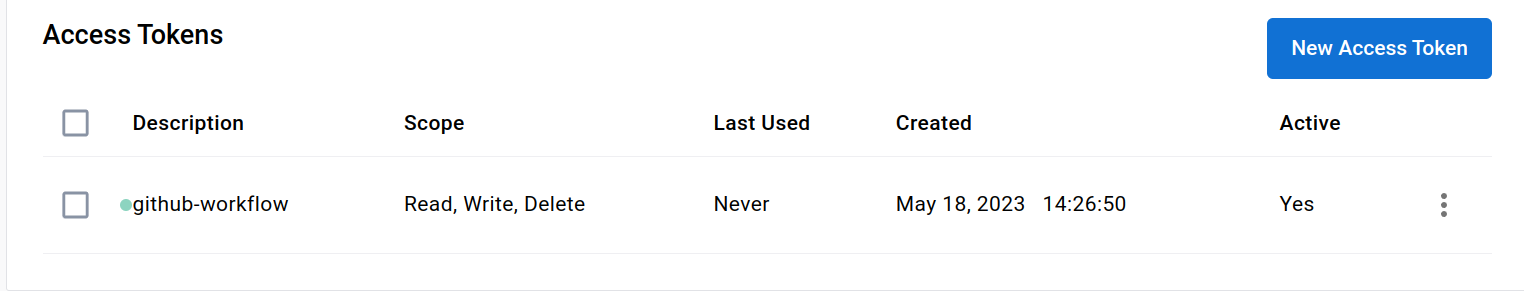 Access Tokens
New Access Token
Description Scope Last Used Created Active
github-workflow Read, Write, Delete Never May 18, 2023 14:26:50 Yes